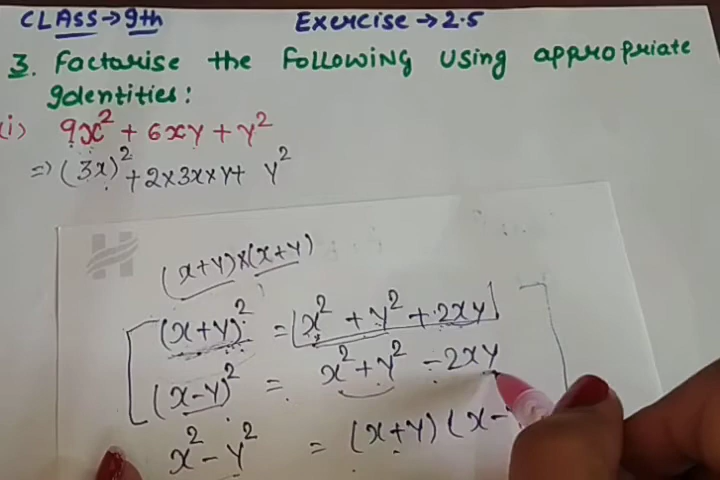 CLASS→9th Exercise→2.5
3. Factorise the following using appropriate
Identities:
(i) 9x² + 6xy + y²
⇒ (3x)² + 2×3x×y + y²
(x+y)×(x+y)
(x+y)² = x² + y² + 2xy
(x-y)² = x² + y² - 2xy
x² - y² = (x+y)(x-